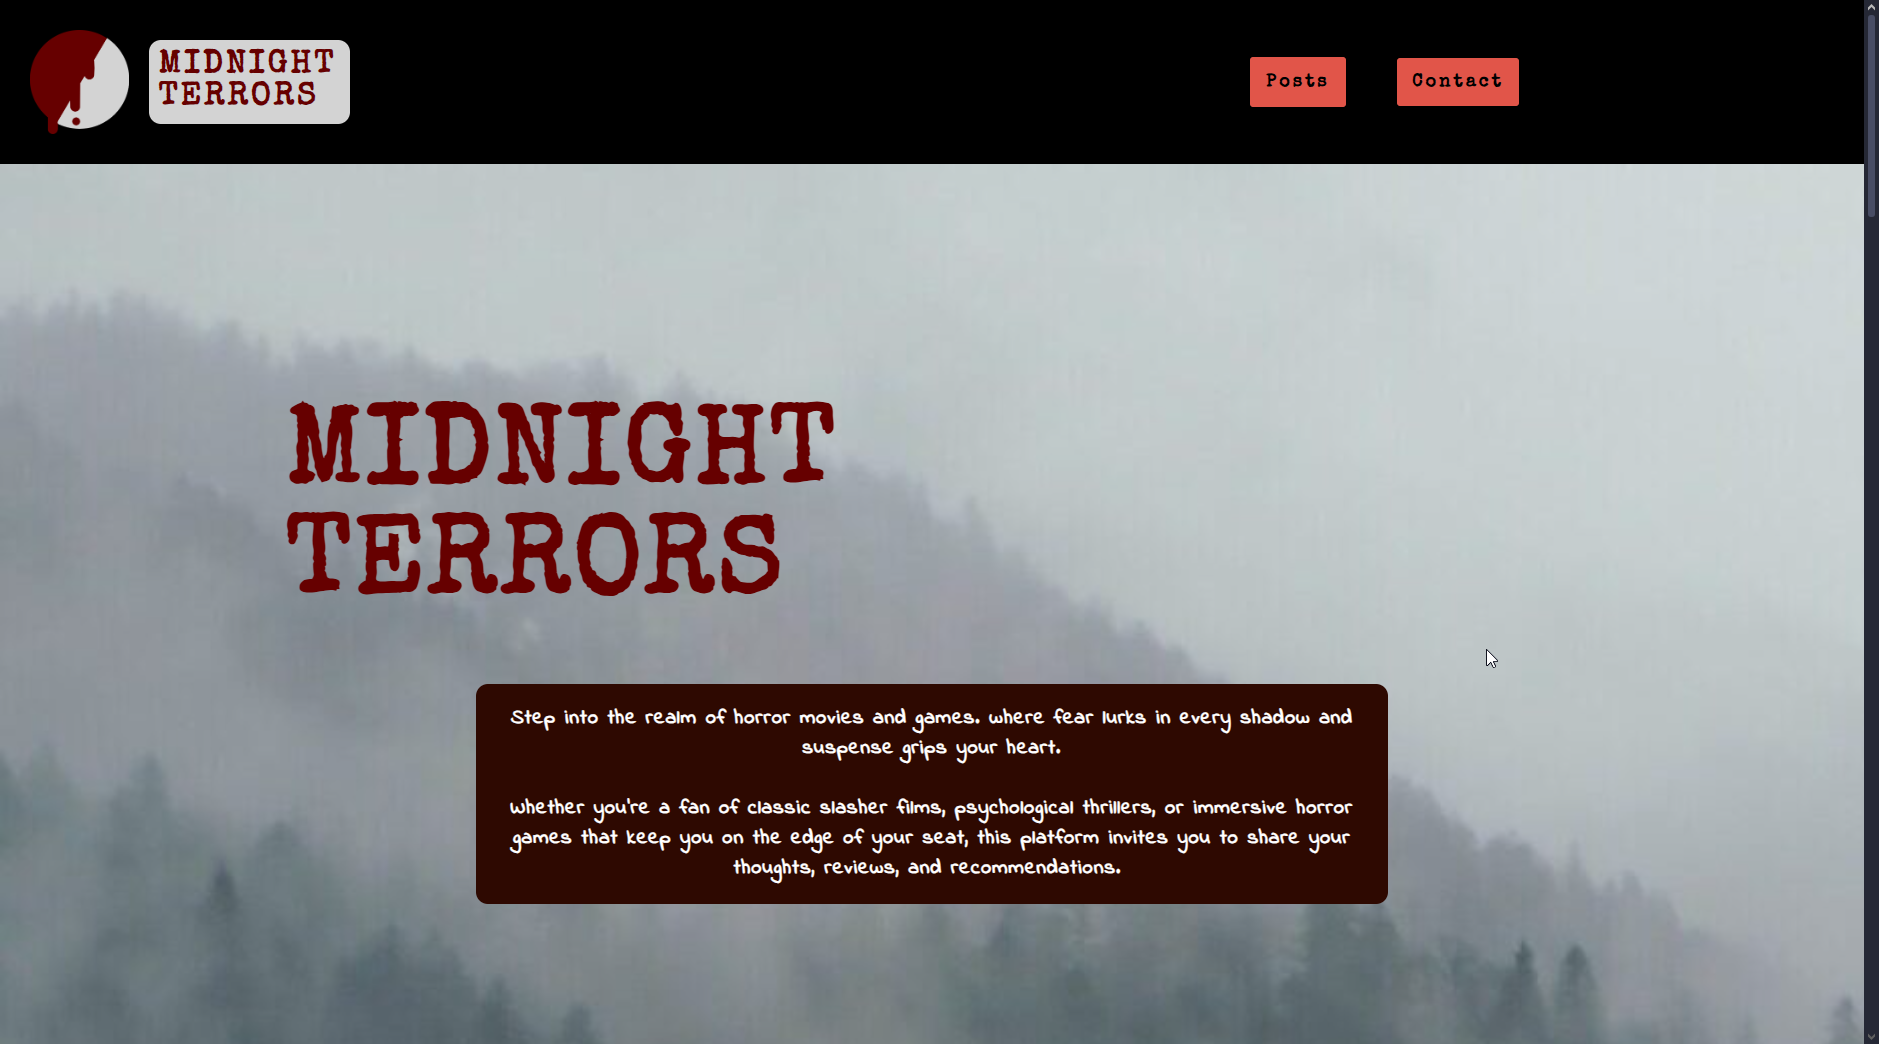 MIDNIGHT
TERRORS
Posts
Contact
MIDNIGHT
TERRORS
Step into the realm of horror movies and games. where fear lurks in every shadow and
suspense grips your heart.
Whether you're a fan of classic slasher films, psychological thrillers, or immersive horror
games that keep you on the edge of your seat, this platform invites you to share your
thoughts, reviews, and recommendations.